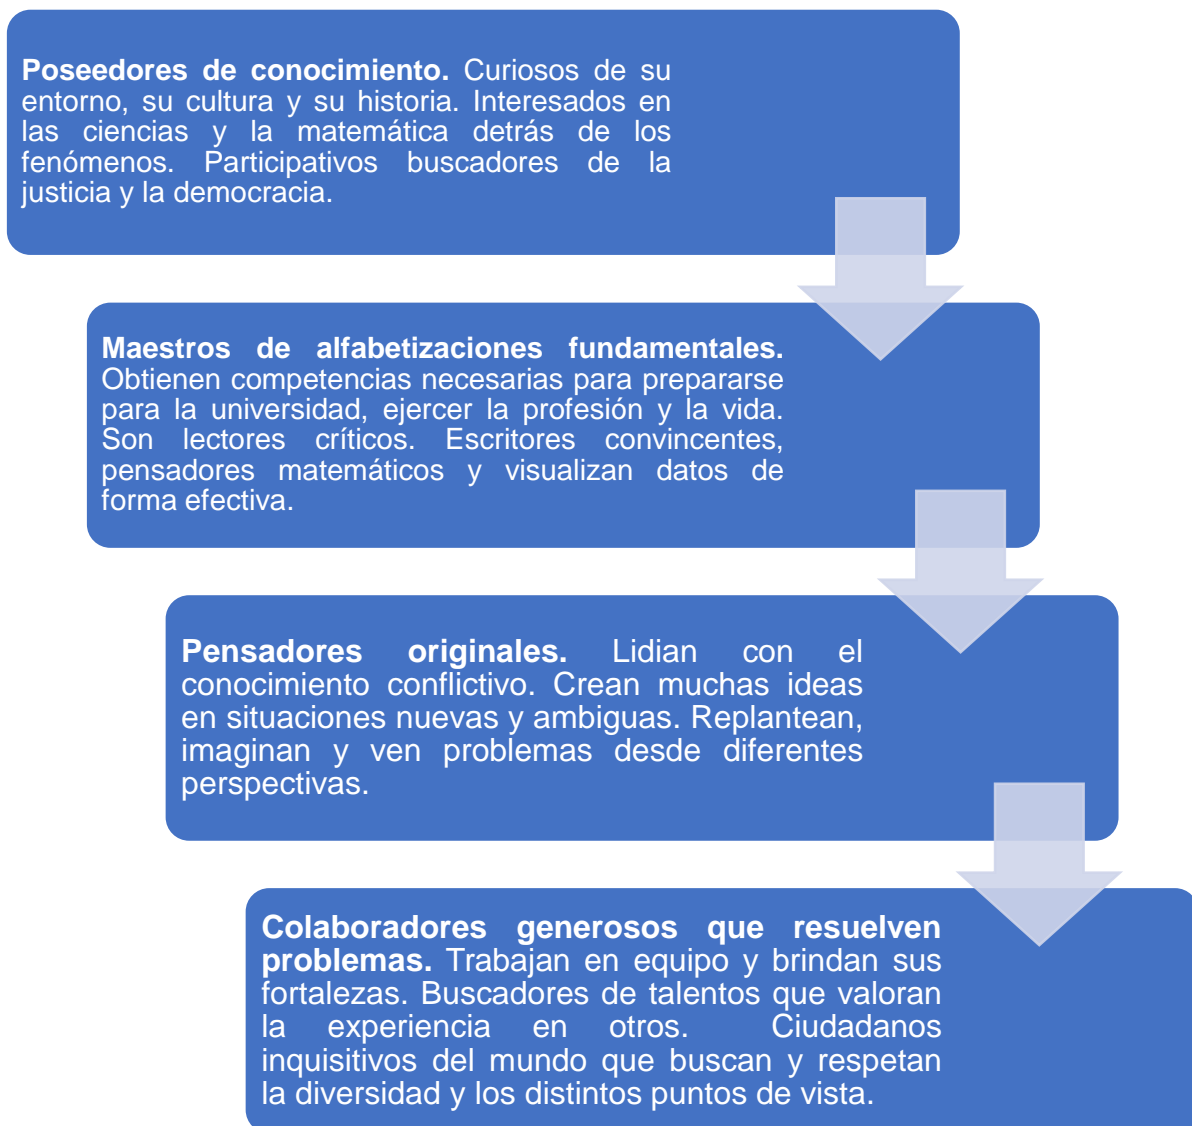 Poseedores de conocimiento. Curiosos de su
entorno, su cultura y su historia. Interesados en
las ciencias y la matemática detrás de los
fenómenos. Participativos buscadores de la
justicia y la democracia.
Maestros de alfabetizaciones fundamentales.
Obtienen competencias necesarias para prepararse
para la universidad, ejercer la profesión y la vida.
Son lectores críticos. Escritores convincentes,
pensadores matemáticos y visualizan datos de
forma efectiva.
Pensadores originales. Lidian con el
conocimiento conflictivo. Crean muchas ideas
en situaciones nuevas y ambiguas. Replantean,
imaginan y ven problemas desde diferentes
perspectivas.
Colaboradores generosos que resuelven
problemas. Trabajan en equipo y brindan sus
fortalezas. Buscadores de talentos que valoran
la experiencia en otros. Ciudadanos
inquisitivos del mundo que buscan y respetan
la diversidad y los distintos puntos de vista.